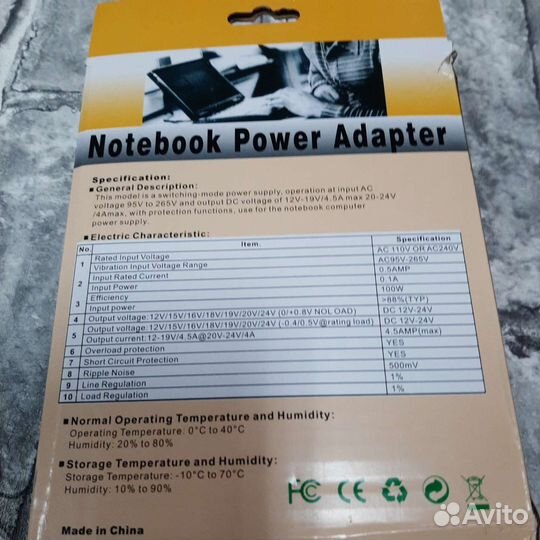 Notebook Power Adapter
Specification:
■General Description:
This model is a switching-mode power supply, operation at input AC
voltage 95V to 265V and output DC voltage of 12V-19V/4.5A max 20-24V
/4Amax, with protection functions, use for the notebook computer
power supply.
■Electric Characteristic:
No. Item. Specification
1 Rated Input Voltage AC 110V OR AC240V
Vibration Input Voltage Range AC95V-265V
2 Input Rated Current 0.5AMP
Input Power 0.1A
3 Efficiency 100W
Input power >88%(TYP)
4 Output voltage:12V/15V/16V/18V/19V/20V/24V (0/+0.8V NOL OAD) DC 12V-24V
5 Output voltage:12V/15V/16V/18V/19V/20V/24V (-0.4/0.5V@rating load) DC 12V-24V
Output current:12-19V/4.5A@20V-24V/4A 4.5AMP(max)
6 Overload protection YES
7 Short Circuit Protection YES
8 Ripple Noise 500mV
9 Line Regulation 1%
10 Load Regulation 1%
■Normal Operating Temperature and Humidity:
Operating Temperature: 0°C to 40°C
Humidity: 20% to 80%
■Storage Temperature and Humidity:
Storage Temperature: -10°C to 70°C
Humidity: 10% to 90%
FC CE
Made in China
Avito